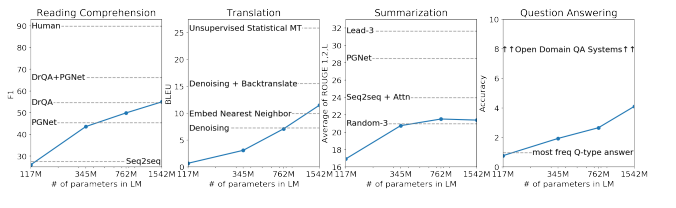 Reading Comprehension
90
80
70
60
50
40
30
F1
Human
DrQA+PGNet
DrQA
PGNet
Seq2seq
117M 345M 762M 1542M
# of parameters in LM
Translation
25
20
15
10
5
0
BLEU
Unsupervised Statistical MT
Denoising + Backtranslate
Embed Nearest Neighbor
Denoising
117M 345M 762M 1542M
# of parameters in LM
Summarization
32
30
28
26
24
22
20
18
16
Average of ROUGE 1,2,L
Lead-3
PGNet
Seq2seq + Attn
Random-3
117M 345M 762M 1542M
# of parameters in LM
Question Answering
10
8
6
4
2
0
Accuracy
↑↑Open Domain QA Systems↑↑
most freq Q-type answer
117M 345M 762M 1542M
# of parameters in LM